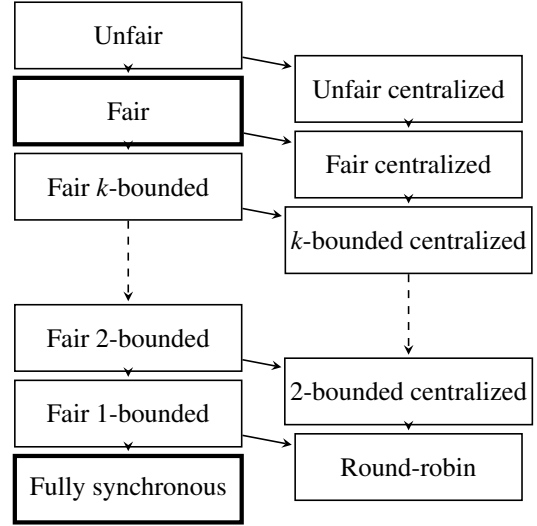 Unfair
Unfair centralized
Fair
Fair centralized
Fair k-bounded
k-bounded centralized
Fair 2-bounded
2-bounded centralized
Fair 1-bounded
Round-robin
Fully synchronous